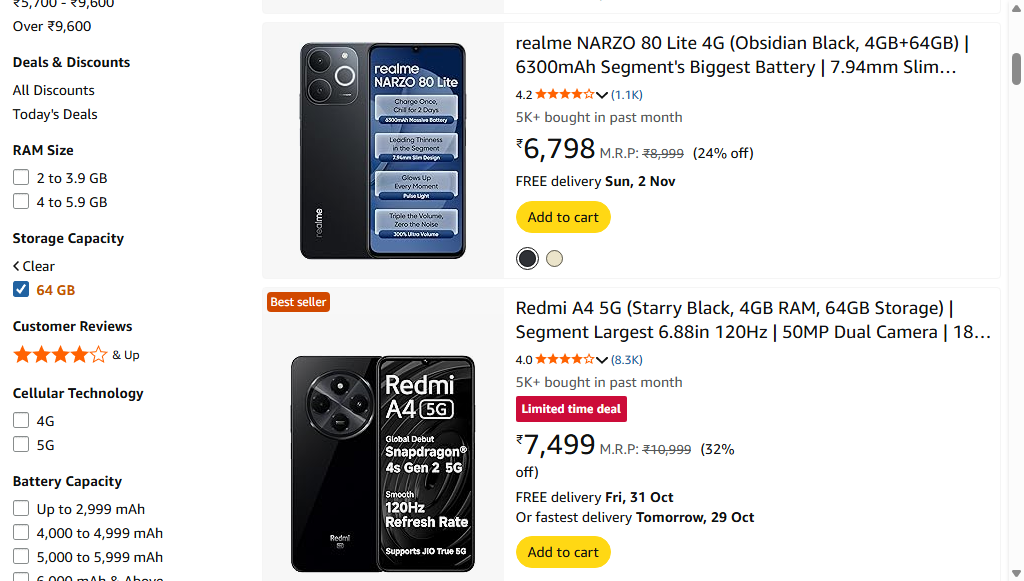 ₹5,700 - ₹9,600
Over ₹9,600
Deals & Discounts
All Discounts
Today's Deals
RAM Size
2 to 3.9 GB
4 to 5.9 GB
Storage Capacity
Clear
64 GB
Customer Reviews
& Up
Cellular Technology
4G
5G
Battery Capacity
Up to 2,999 mAh
4,000 to 4,999 mAh
5,000 to 5,999 mAh
6,000 mAh & Above
realme
NARZO 80 Lite
Charge Once,
Chill for 2 Days
6300mAh Massive Battery
Leading Thinness
in the Segment
7.94mm Slim Design
Glows Up
Every Moment
Pulse Light
Triple the Volume,
Zero the Noise
300% Ultra Volume
realme
realme NARZO 80 Lite 4G (Obsidian Black, 4GB+64GB) |
6300mAh Segment's Biggest Battery | 7.94mm Slim…
4.2 (1.1K)
5K+ bought in past month
₹6,798 M.R.P: ₹8,999 (24% off)
FREE delivery Sun, 2 Nov
Add to cart
Best seller
Redmi
A4 5G
Global Debut
Snapdragon®
4s Gen 2 5G
Smooth
120Hz
Refresh Rate
Supports JIO True 5G
Redmi
5G
Redmi A4 5G (Starry Black, 4GB RAM, 64GB Storage) |
Segment Largest 6.88in 120Hz | 50MP Dual Camera | 18…
4.0 (8.3K)
5K+ bought in past month
Limited time deal
₹7,499 M.R.P: ₹10,999 (32%
off)
FREE delivery Fri, 31 Oct
Or fastest delivery Tomorrow, 29 Oct
Add to cart